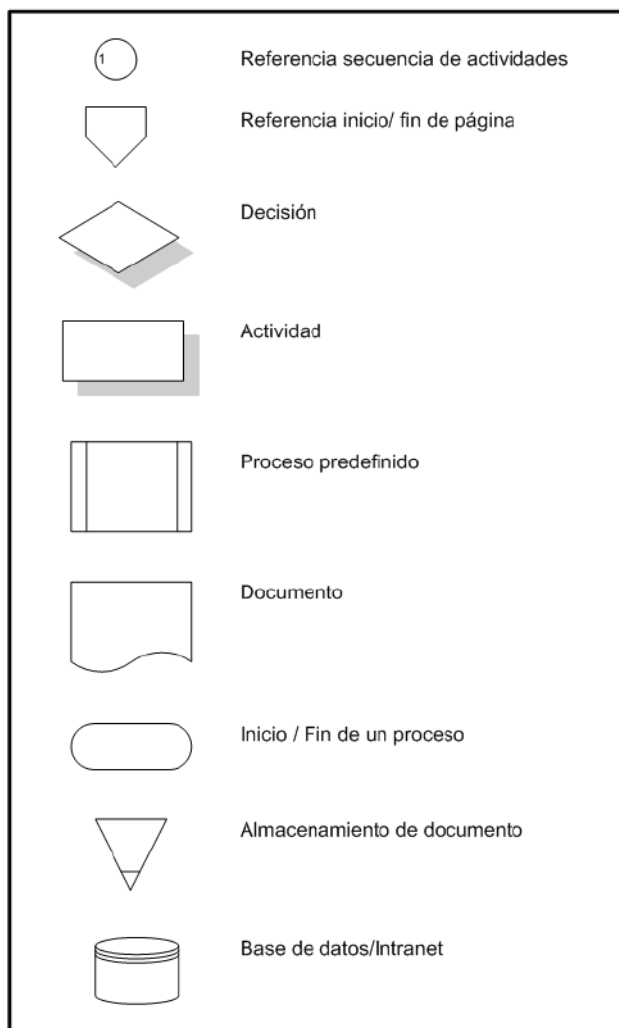 1
Referencia secuencia de actividades
Referencia inicio/ fin de página
Decisión
Actividad
Proceso predefinido
Documento
Inicio / Fin de un proceso
Almacenamiento de documento
Base de datos/Intranet